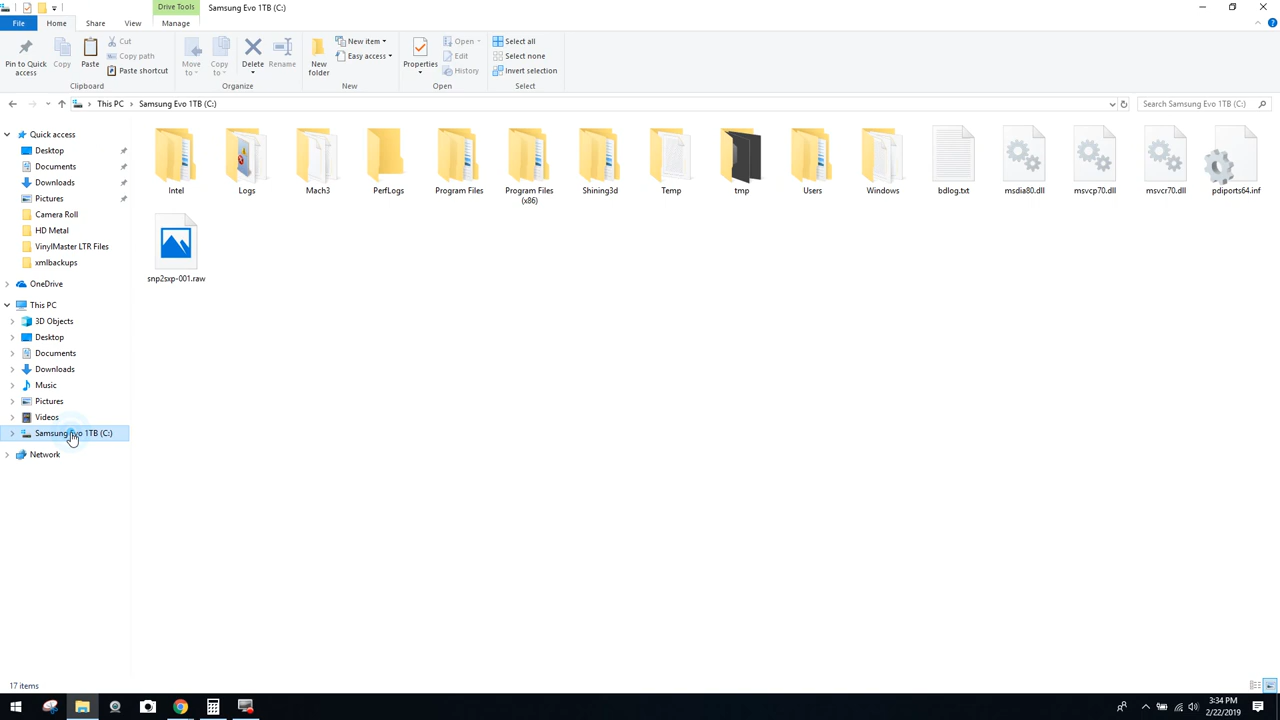 Drive Tools
Samsung Evo 1TB (C:)
File
Home
Share
View
Manage
Pin to Quick access
Copy
Paste
Cut
Copy path
Paste shortcut
Clipboard
Move to
Copy to
Delete
Rename
Organize
New folder
New item
Easy access
New
Properties
Open
Edit
History
Open
Select all
Select none
Invert selection
Select
This PC
Samsung Evo 1TB (C:)
Search Samsung Evo 1TB (C:)
Quick access
Desktop
Documents
Downloads
Pictures
Camera Roll
HD Metal
VinylMaster LTR Files
xmlbackups
OneDrive
This PC
3D Objects
Desktop
Documents
Downloads
Music
Pictures
Videos
Samsung Evo 1TB (C:)
Network
Intel
Logs
Mach3
PerfLogs
Program Files
Program Files (x86)
Shining3d
Temp
tmp
Users
Windows
bdlog.txt
msdia80.dll
msvcp70.dll
msvcr70.dll
pdiports64.inf
snp2sxp-001.raw
17 items
3:34 PM
2/22/2019